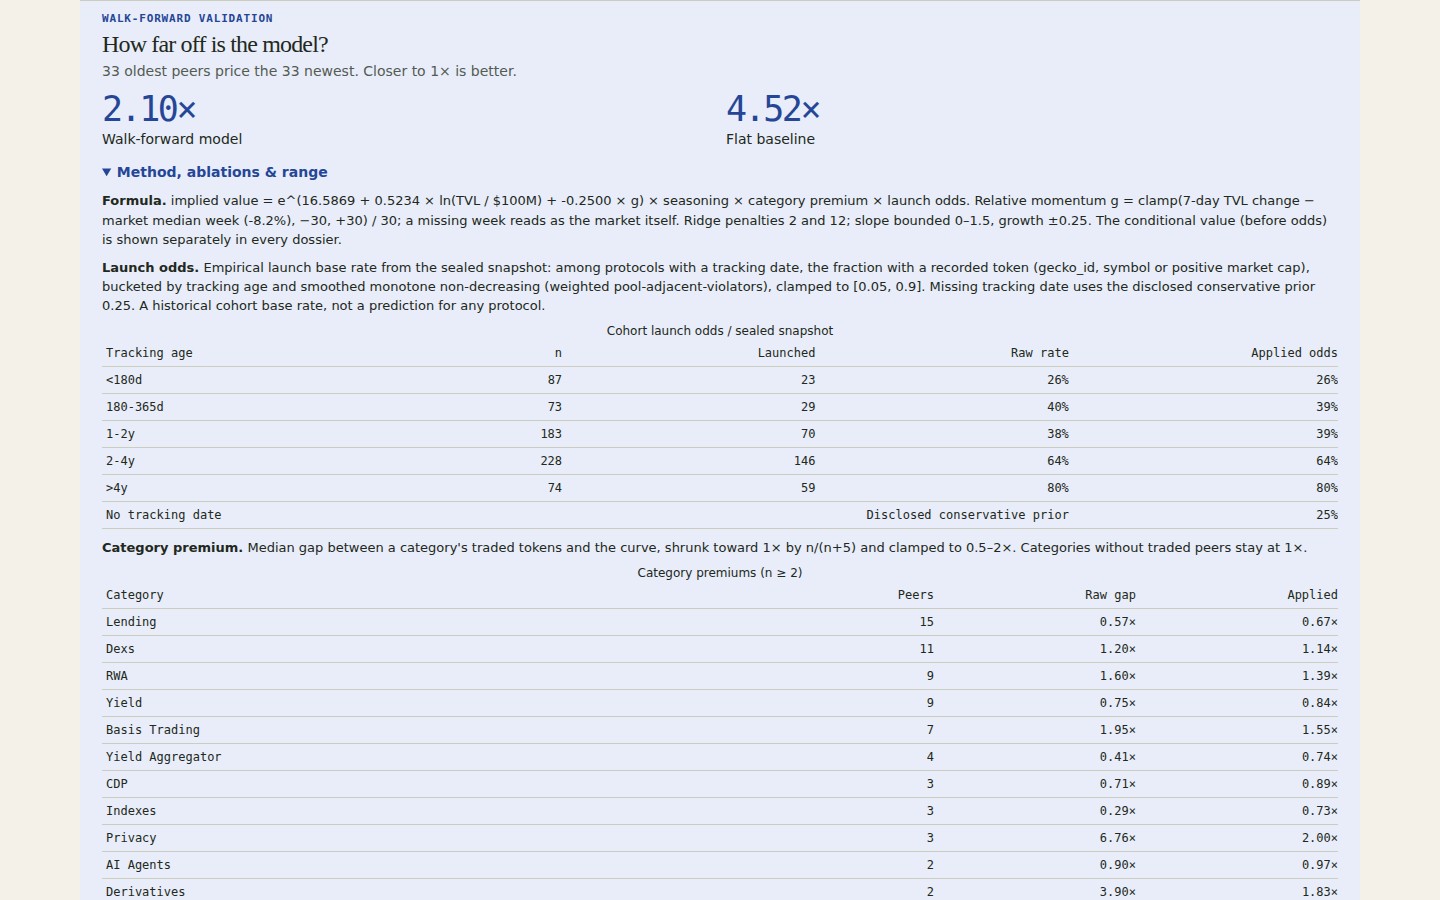 WALK-FORWARD VALIDATION
How far off is the model?
33 oldest peers price the 33 newest. Closer to 1× is better.
2.10× 4.52×
Walk-forward model Flat baseline
▼ Method, ablations & range
Formula. implied value = e^(16.5869 + 0.5234 × ln(TVL / $100M) + -0.2500 × g) × seasoning × category premium × launch odds. Relative momentum g = clamp(7-day TVL change −
market median week (-8.2%), −30, +30) / 30; a missing week reads as the market itself. Ridge penalties 2 and 12; slope bounded 0–1.5, growth ±0.25. The conditional value (before odds)
is shown separately in every dossier.
Launch odds. Empirical launch base rate from the sealed snapshot: among protocols with a tracking date, the fraction with a recorded token (gecko_id, symbol or positive market cap),
bucketed by tracking age and smoothed monotone non-decreasing (weighted pool-adjacent-violators), clamped to [0.05, 0.9]. Missing tracking date uses the disclosed conservative prior
0.25. A historical cohort base rate, not a prediction for any protocol.
Cohort launch odds / sealed snapshot
Tracking age n Launched Raw rate Applied odds
<180d 87 23 26% 26%
180-365d 73 29 40% 39%
1-2y 183 70 38% 39%
2-4y 228 146 64% 64%
>4y 74 59 80% 80%
No tracking date Disclosed conservative prior 25%
Category premium. Median gap between a category's traded tokens and the curve, shrunk toward 1× by n/(n+5) and clamped to 0.5–2×. Categories without traded peers stay at 1×.
Category premiums (n ≥ 2)
Category Peers Raw gap Applied
Lending 15 0.57× 0.67×
Dexs 11 1.20× 1.14×
RWA 9 1.60× 1.39×
Yield 9 0.75× 0.84×
Basis Trading 7 1.95× 1.55×
Yield Aggregator 4 0.41× 0.74×
CDP 3 0.71× 0.89×
Indexes 3 0.29× 0.73×
Privacy 3 6.76× 2.00×
AI Agents 2 0.90× 0.97×
Derivatives 2 3.90× 1.83×